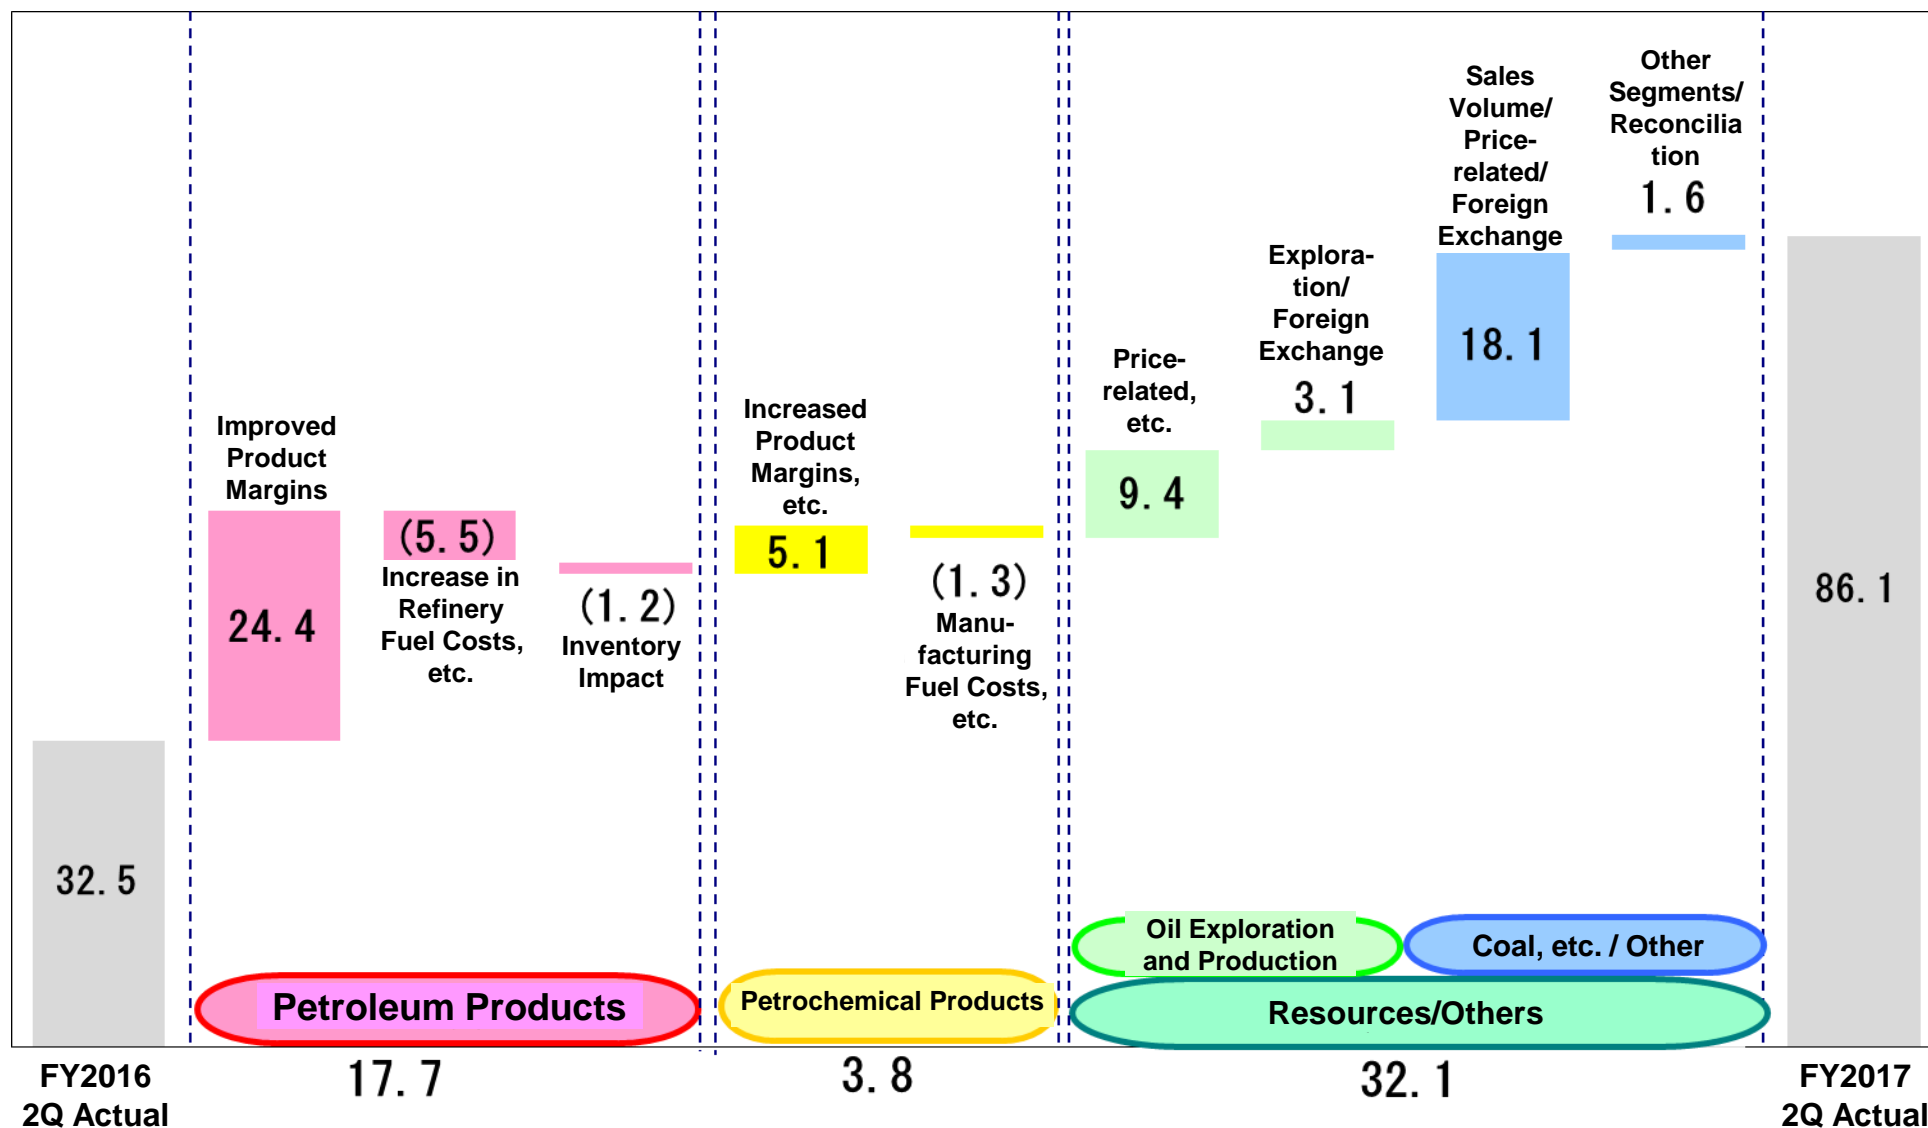 Improved
Product
Margins
24.4
(5.5)
Increase in
Refinery
Fuel Costs,
etc.
(1.2)
Inventory
Impact
Increased
Product
Margins,
etc.
5.1
(1.3)
Manu-
facturing
Fuel Costs,
etc.
Price-
related,
etc.
9.4
Explora-
tion/
Foreign
Exchange
3.1
Sales
Volume/
Price-
related/
Foreign
Exchange
18.1
Other
Segments/
Reconcilia
tion
1.6
32.5
86.1
Oil Exploration
and Production
Coal, etc. / Other
Petroleum Products
Petrochemical Products
Resources/Others
FY2016
2Q Actual
17.7
3.8
32.1
FY2017
2Q Actual